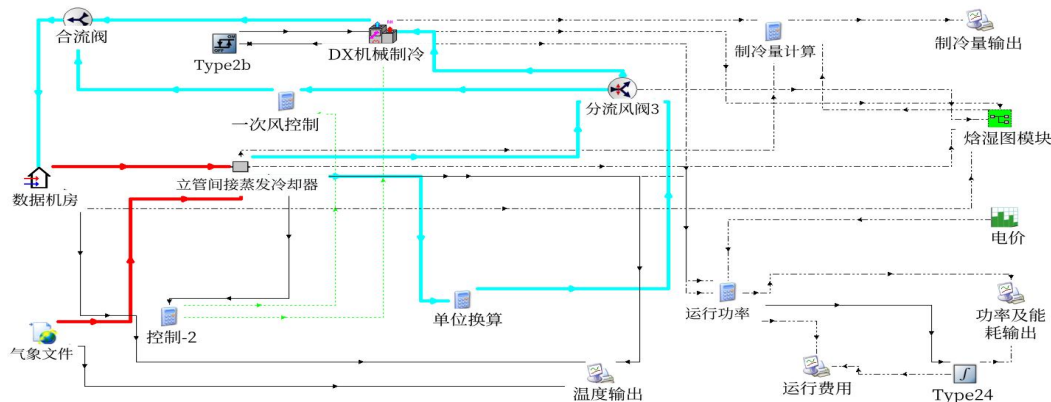 合流阀
Type2b
DX机械制冷
制冷量计算
制冷量输出
一次风控制
分流风阀3
焓湿图模块
数据机房
立管间接蒸发冷却器
电价
控制-2
单位换算
运行功率
功率及能
耗输出
气象文件
温度输出
运行费用
Type24